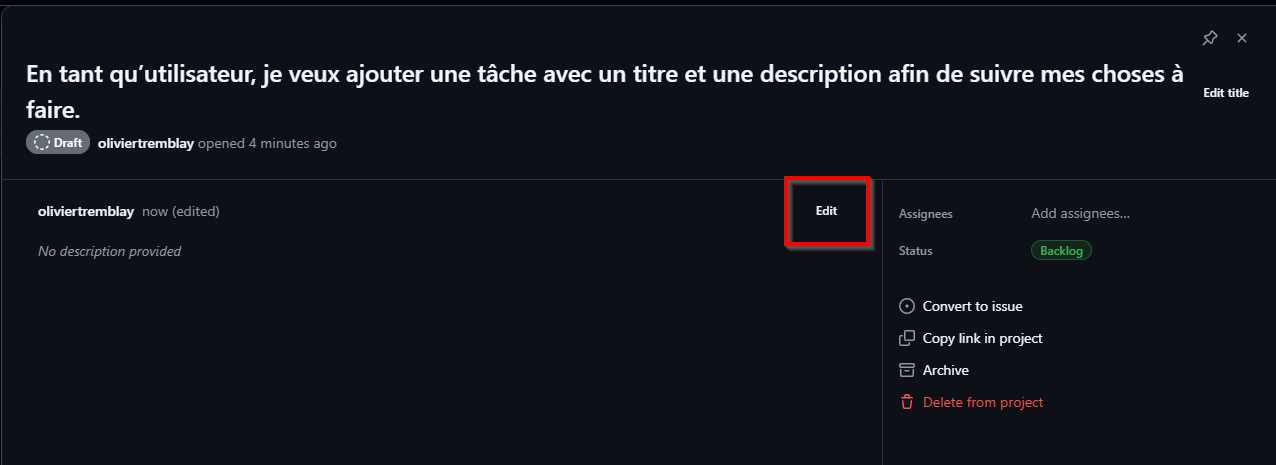 En tant qu’utilisateur, je veux ajouter une tâche avec un titre et une description afin de suivre mes choses à
faire.
Edit title
Draft oliviertremblay opened 4 minutes ago
oliviertremblay now (edited)
Edit
No description provided
Assignees Add assignees...
Status Backlog
Convert to issue
Copy link in project
Archive
Delete from project